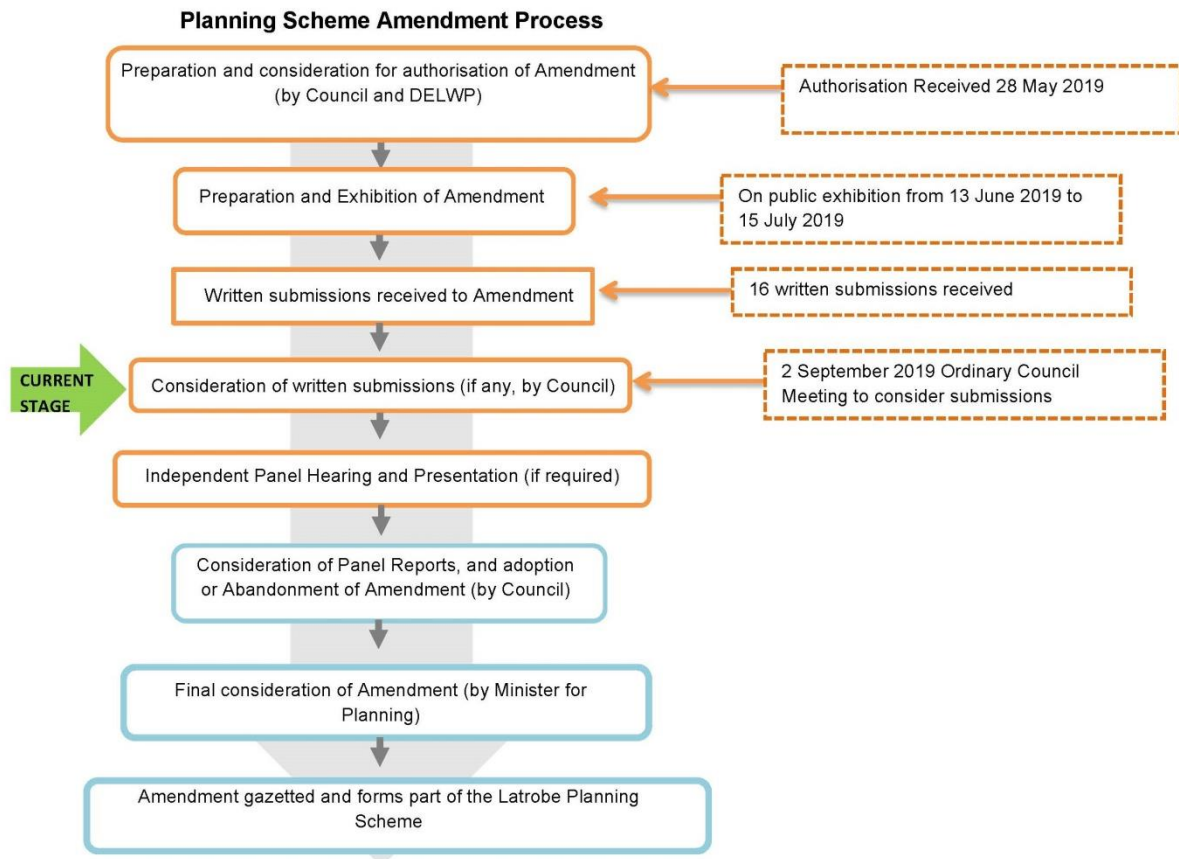 Planning Scheme Amendment Process
Preparation and consideration for authorisation of Amendment
(by Council and DELWP)
Authorisation Received 28 May 2019
Preparation and Exhibition of Amendment
On public exhibition from 13 June 2019 to
15 July 2019
Written submissions received to Amendment
16 written submissions received
CURRENT
STAGE
Consideration of written submissions (if any, by Council)
2 September 2019 Ordinary Council
Meeting to consider submissions
Independent Panel Hearing and Presentation (if required)
Consideration of Panel Reports, and adoption
or Abandonment of Amendment (by Council)
Final consideration of Amendment (by Minister for
Planning)
Amendment gazetted and forms part of the Latrobe Planning
Scheme